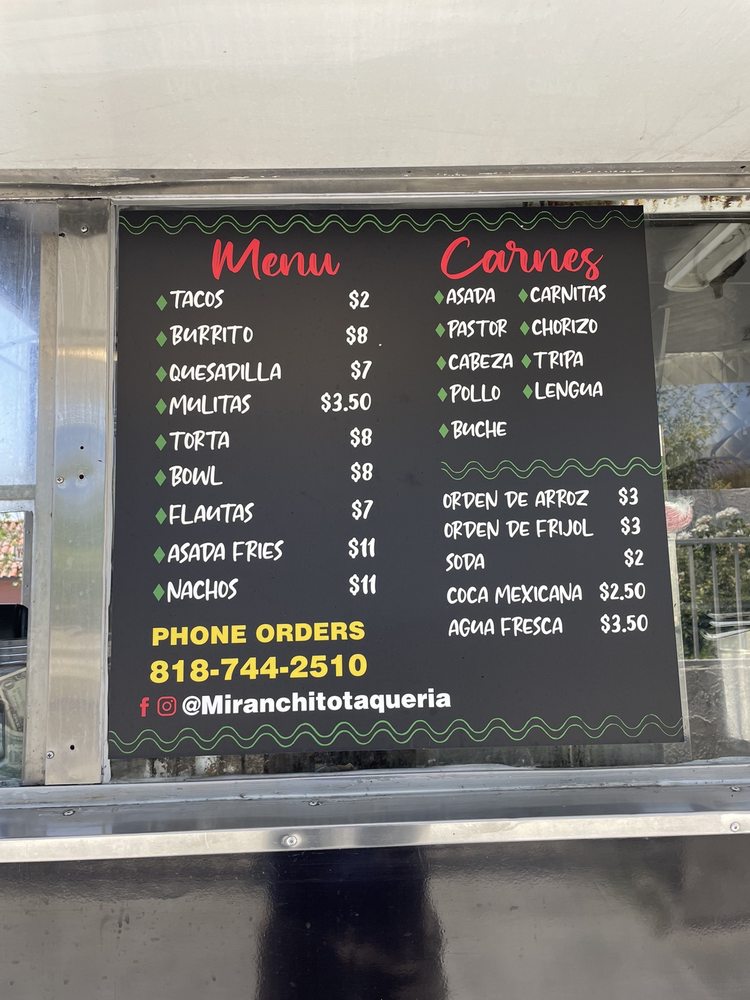 Menu
TACOS $2
BURRITO $8
QUESADILLA $7
MULITAS $3.50
TORTA $8
BOWL $8
FLAUTAS $7
ASADA FRIES $11
NACHOS $11
PHONE ORDERS
818-744-2510
@Miranchitotaqueria
Carnes
ASADA CARNITAS
PASTOR CHORIZO
CABEZA TRIPA
POLLO LENGUA
BUCHE
ORDEN DE ARROZ $3
ORDEN DE FRIJOL $3
SODA $2
COCA MEXICANA $2.50
AGUA FRESCA $3.50